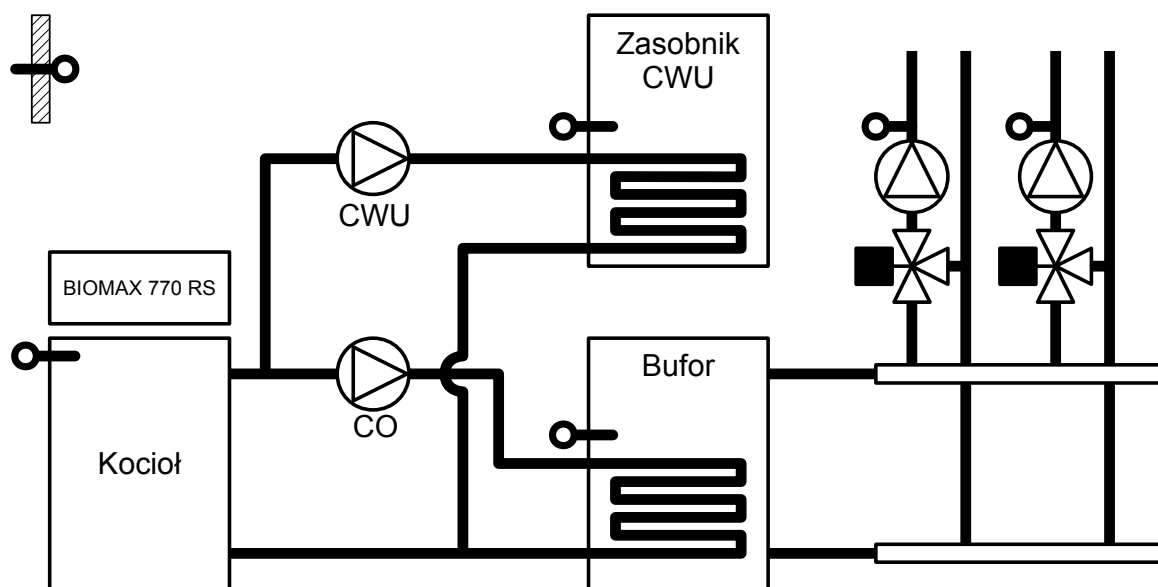 Zasobnik
CWU
CWU
BIOMAX 770 RS
Bufor
CO
Kocioł